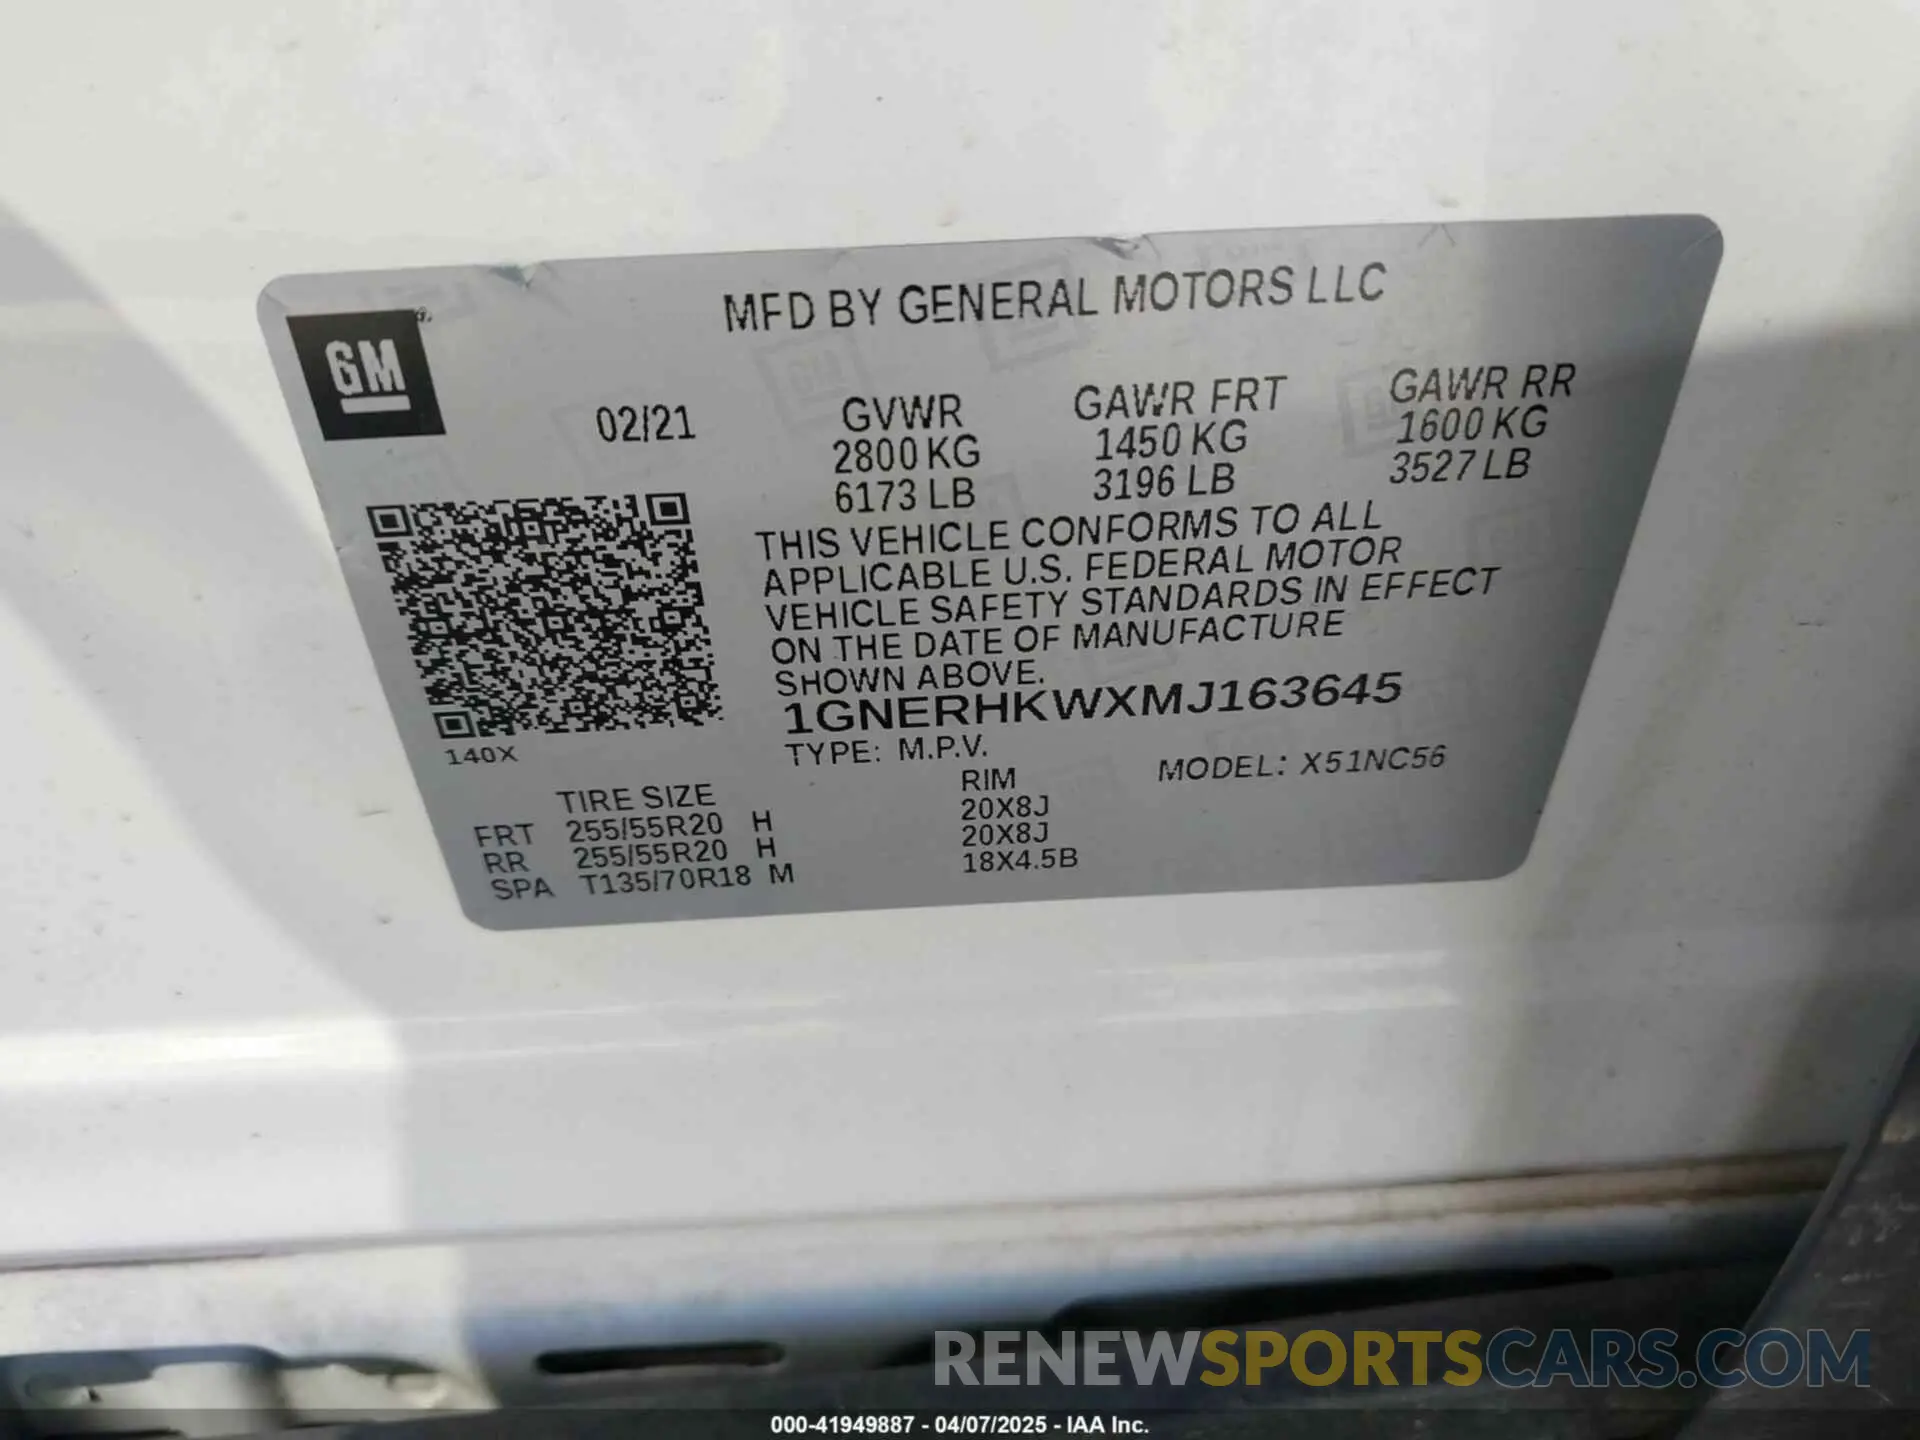 MFD BY GENERAL MOTORS LLC
GM
02/21
GVWR
2800 KG
6173 LB
GAWR FRT
1450 KG
3196 LB
GAWR RR
1600 KG
3527 LB
THIS VEHICLE CONFORMS TO ALL
APPLICABLE U.S. FEDERAL MOTOR
VEHICLE SAFETY STANDARDS IN EFFECT
ON THE DATE OF MANUFACTURE
SHOWN ABOVE.
1GNERHKWXMJ163645
140X
TYPE: M.P.V.
MODEL: X51NC56
TIRE SIZE RIM
FRT 255/55R20 H 20X8J
RR 255/55R20 H 20X8J
SPA T135/70R18 M 18X4.5B
RENEWSPORTSCARS.COM
000-41949887 - 04/07/2025 - IAA Inc.